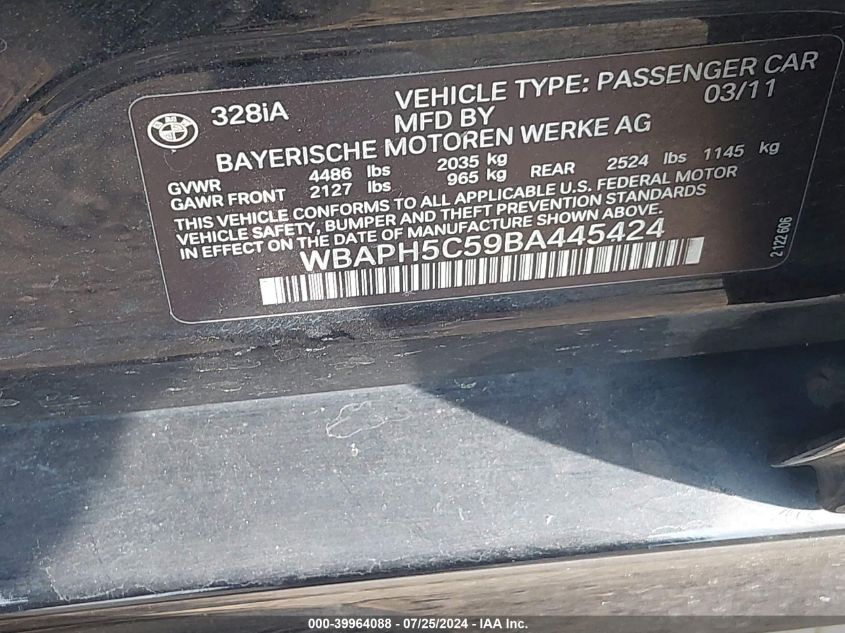 BMW
328iA
VEHICLE TYPE: PASSENGER CAR
MFD BY 03/11
BAYERISCHE MOTOREN WERKE AG
GVWR 4486 lbs 2035 kg
GAWR FRONT 2127 lbs 965 kg REAR 2524 lbs 1145 kg
THIS VEHICLE CONFORMS TO ALL APPLICABLE U.S. FEDERAL MOTOR
VEHICLE SAFETY, BUMPER AND THEFT PREVENTION STANDARDS
IN EFFECT ON THE DATE OF MANUFACTURE SHOWN ABOVE.
WBAPH5C59BA445424
2 122 606
000-39964088 - 07/25/2024 - IAA Inc.